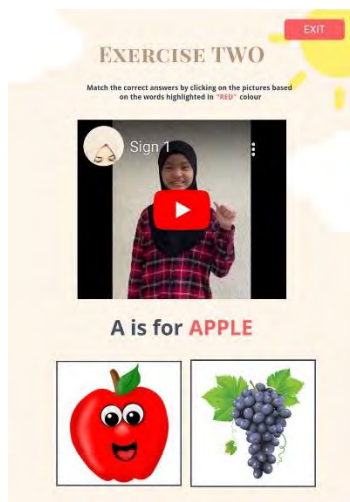 EXIT
EXERCISE TWO
Match the correct answers by clicking on the pictures based
on the words highlighted in "RED" colour
Sign 1
A is for APPLE